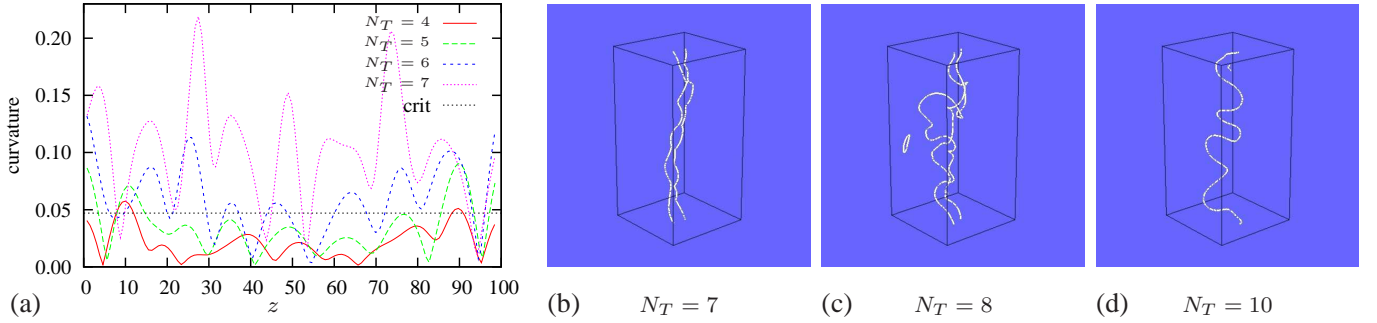 curvature
0.20
0.15
0.10
0.05
0.00
N_T = 4
N_T = 5
N_T = 6
N_T = 7
crit
0 10 20 30 40 50 60 70 80 90 100
z
(a)
(b) N_T = 7
(c) N_T = 8
(d) N_T = 10